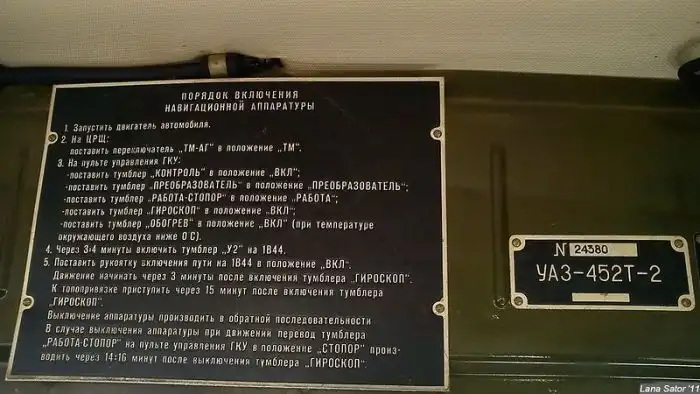 ПОРЯДОК ВКЛЮЧЕНИЯ
НАВИГАЦИОННОЙ АППАРАТУРЫ
1. Запустить двигатель автомобиля.
2. На ЦРЩ:
поставить переключатель „ТМ-АГ" в положение „ТМ".
3. На пульте управления ГКУ:
-поставить тумблер „КОНТРОЛЬ" в положение „ВКЛ";
-поставить тумблер „ПРЕОБРАЗОВАТЕЛЬ" в положение „ПРЕОБРАЗОВАТЕЛЬ";
-поставить тумблер „РАБОТА-СТОПОР" в положение „РАБОТА";
-поставить тумблер „ГИРОСКОП" в положение „ВКЛ";
-поставить тумблер „ОБОГРЕВ" в положение „ВКЛ" (при температуре
окружающего воздуха ниже 0 С).
4. Через 3-4 минуты включить тумблер „У2" на 1В44.
5. Поставить рукоятку включения пути на 1В44 в положение „ВКЛ".
Движение начинать через 3 минуты после включения тумблера „ГИРОСКОП".
К топопривязке приступить через 15 минут после включения тумблера
„ГИРОСКОП".
Выключение аппаратуры производить в обратной последовательности
В случае выключения аппаратуры при движении перевод тумблера
„РАБОТА-СТОПОР" на пульте управления ГКУ в положение „СТОПОР" произ-
водить через 14÷16 минут после выключения тумблера „ГИРОСКОП".
N 24380
УАЗ-452Т-2
Lana Sator '11